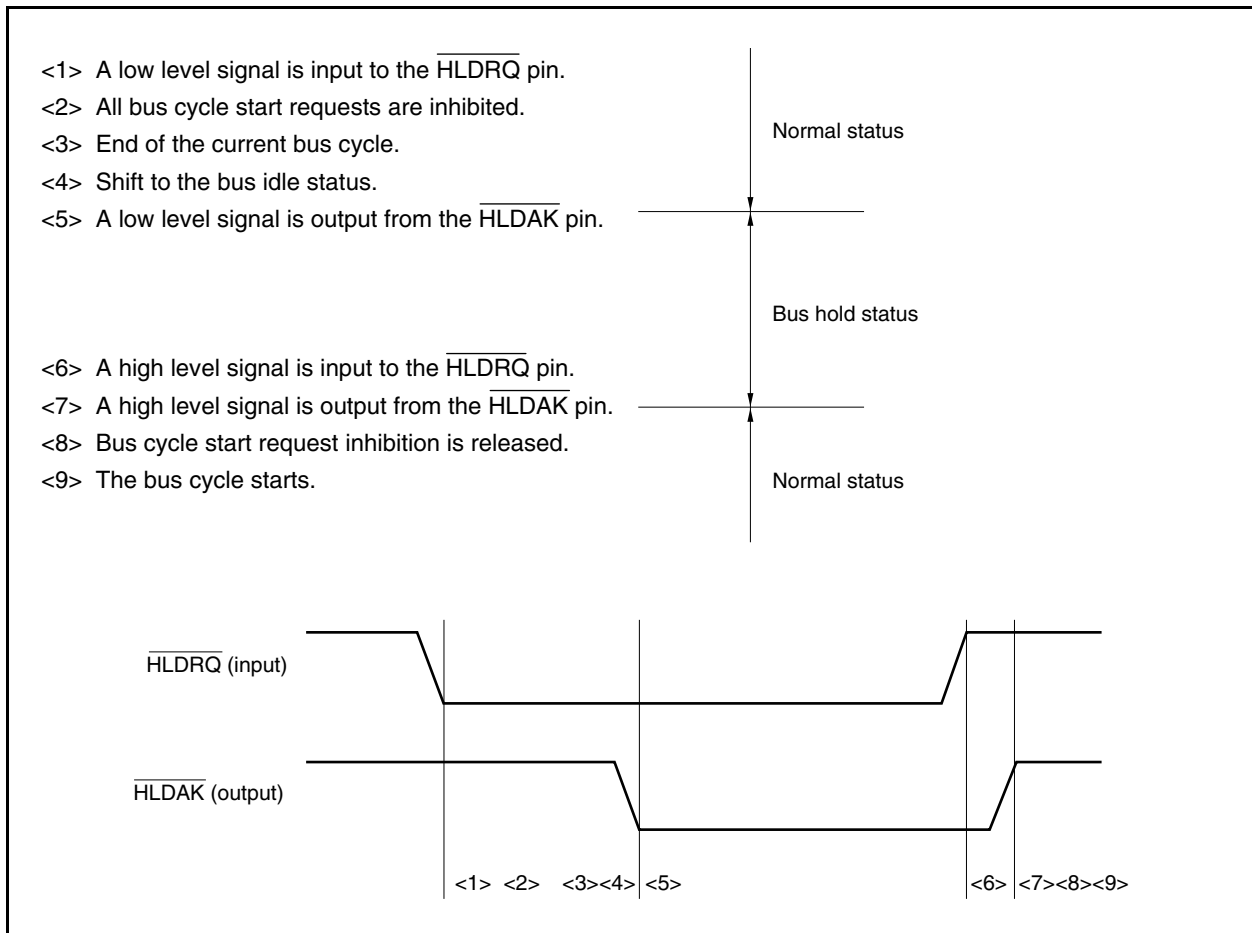 <1> A low level signal is input to the HLDRQ pin.
<2> All bus cycle start requests are inhibited.
<3> End of the current bus cycle.
<4> Shift to the bus idle status.
<5> A low level signal is output from the HLDAK pin.
Normal status
Bus hold status
<6> A high level signal is input to the HLDRQ pin.
<7> A high level signal is output from the HLDAK pin.
<8> Bus cycle start request inhibition is released.
<9> The bus cycle starts.
Normal status
HLDRQ (input)
HLDAK (output)
<1> <2> <3><4> <5> <6> <7><8><9>